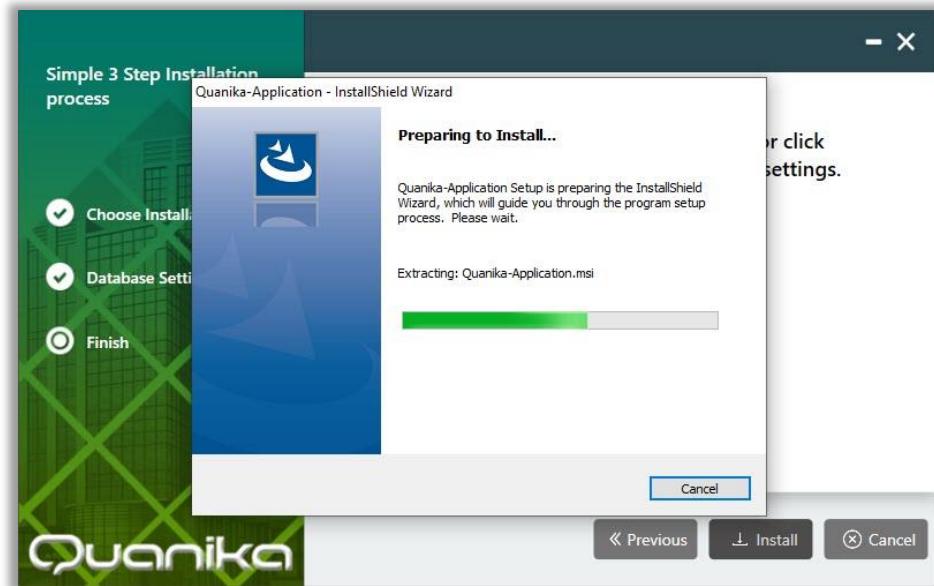 Simple 3 Step Installation
process
Quanika-Application - InstallShield Wizard
Preparing to Install...
or click
settings.
Quanika-Application Setup is preparing the InstallShield
Wizard, which will guide you through the program setup
process. Please wait.
Choose Install
Extracting: Quanika-Application.msi
Database Setti
Finish
Cancel
Previous
Install
Cancel
Quanika